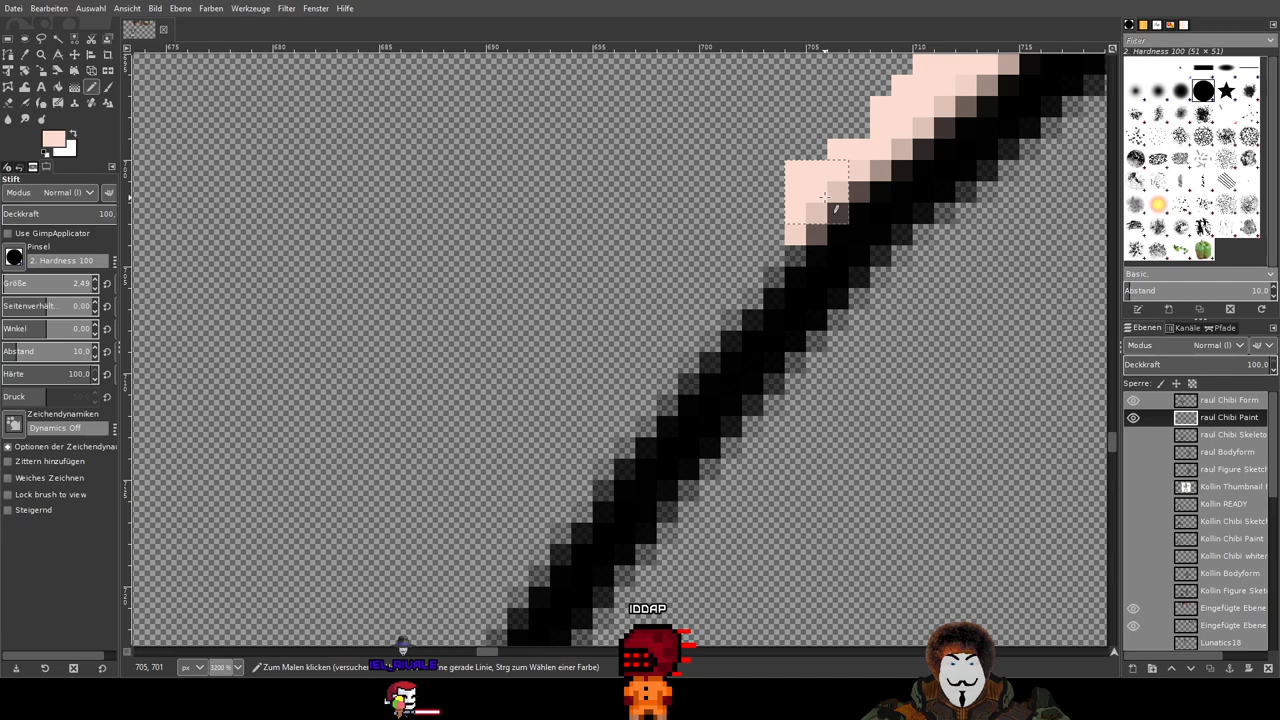 Datei Bearbeiten Auswahl Ansicht Bild Ebene Farben Werkzeuge Filter Fenster Hilfe
675 680 685 690 695 700 705 710 715
Filter
2. Hardness 100 (51 × 51)
Stift
Modus Normal (l)
Deckkraft 100,
Use GimpApplicator
Pinsel
2. Hardness 100
Größe 2,49
Seitenverhält... 0,00
Winkel 0,00
Abstand 10,0
Härte 100,0
Druck
Zeichendynamiken
Dynamics Off
Optionen der Zeichendyna
Zittern hinzufügen
Weiches Zeichnen
Lock brush to view
Steigernd
Basic,
Abstand 10,0
Ebenen Kanäle Pfade
Modus Normal (l)
Deckkraft 100,0
Sperre:
raul Chibi Form
raul Chibi Paint
raul Chibi Skeleto
raul Bodyform
raul Figure Sketch
Kollin Thumbnail f
Kollin READY
Kollin Chibi Sketch
Kollin Chibi Paint
Kollin Chibi whiter
Kollin Bodyform
Kollin Figure Sket
Eingefügte Ebene
Eingefügte Ebene
Lunatics18
705, 701 px 3200 % Zum Malen klicken (versuche ne gerade Linie, Strg zum Wählen einer Farbe)
IDDAP